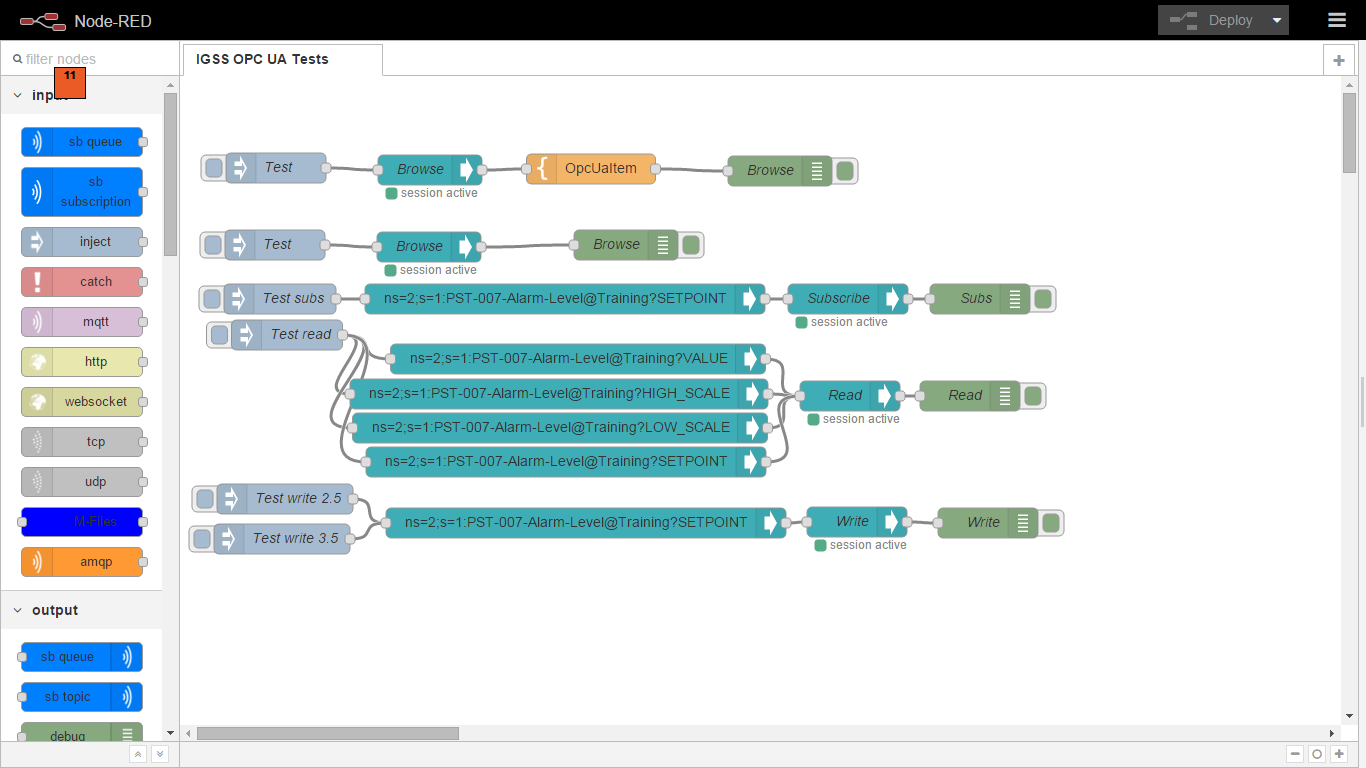 Node-RED
Deploy
filter nodes
11
IGSS OPC UA Tests
input
sb queue
sb
subscription
inject
catch
mqtt
http
websocket
tcp
udp
M-Files
amqp
output
sb queue
sb topic
debug
Test
Browse
session active
OpcUaItem
Browse
Test
Browse
session active
Browse
Test subs
ns=2;s=1:PST-007-Alarm-Level@Training?SETPOINT
Subscribe
session active
Subs
Test read
ns=2;s=1:PST-007-Alarm-Level@Training?VALUE
ns=2;s=1:PST-007-Alarm-Level@Training?HIGH_SCALE
ns=2;s=1:PST-007-Alarm-Level@Training?LOW_SCALE
ns=2;s=1:PST-007-Alarm-Level@Training?SETPOINT
Read
session active
Read
Test write 2.5
Test write 3.5
ns=2;s=1:PST-007-Alarm-Level@Training?SETPOINT
Write
session active
Write